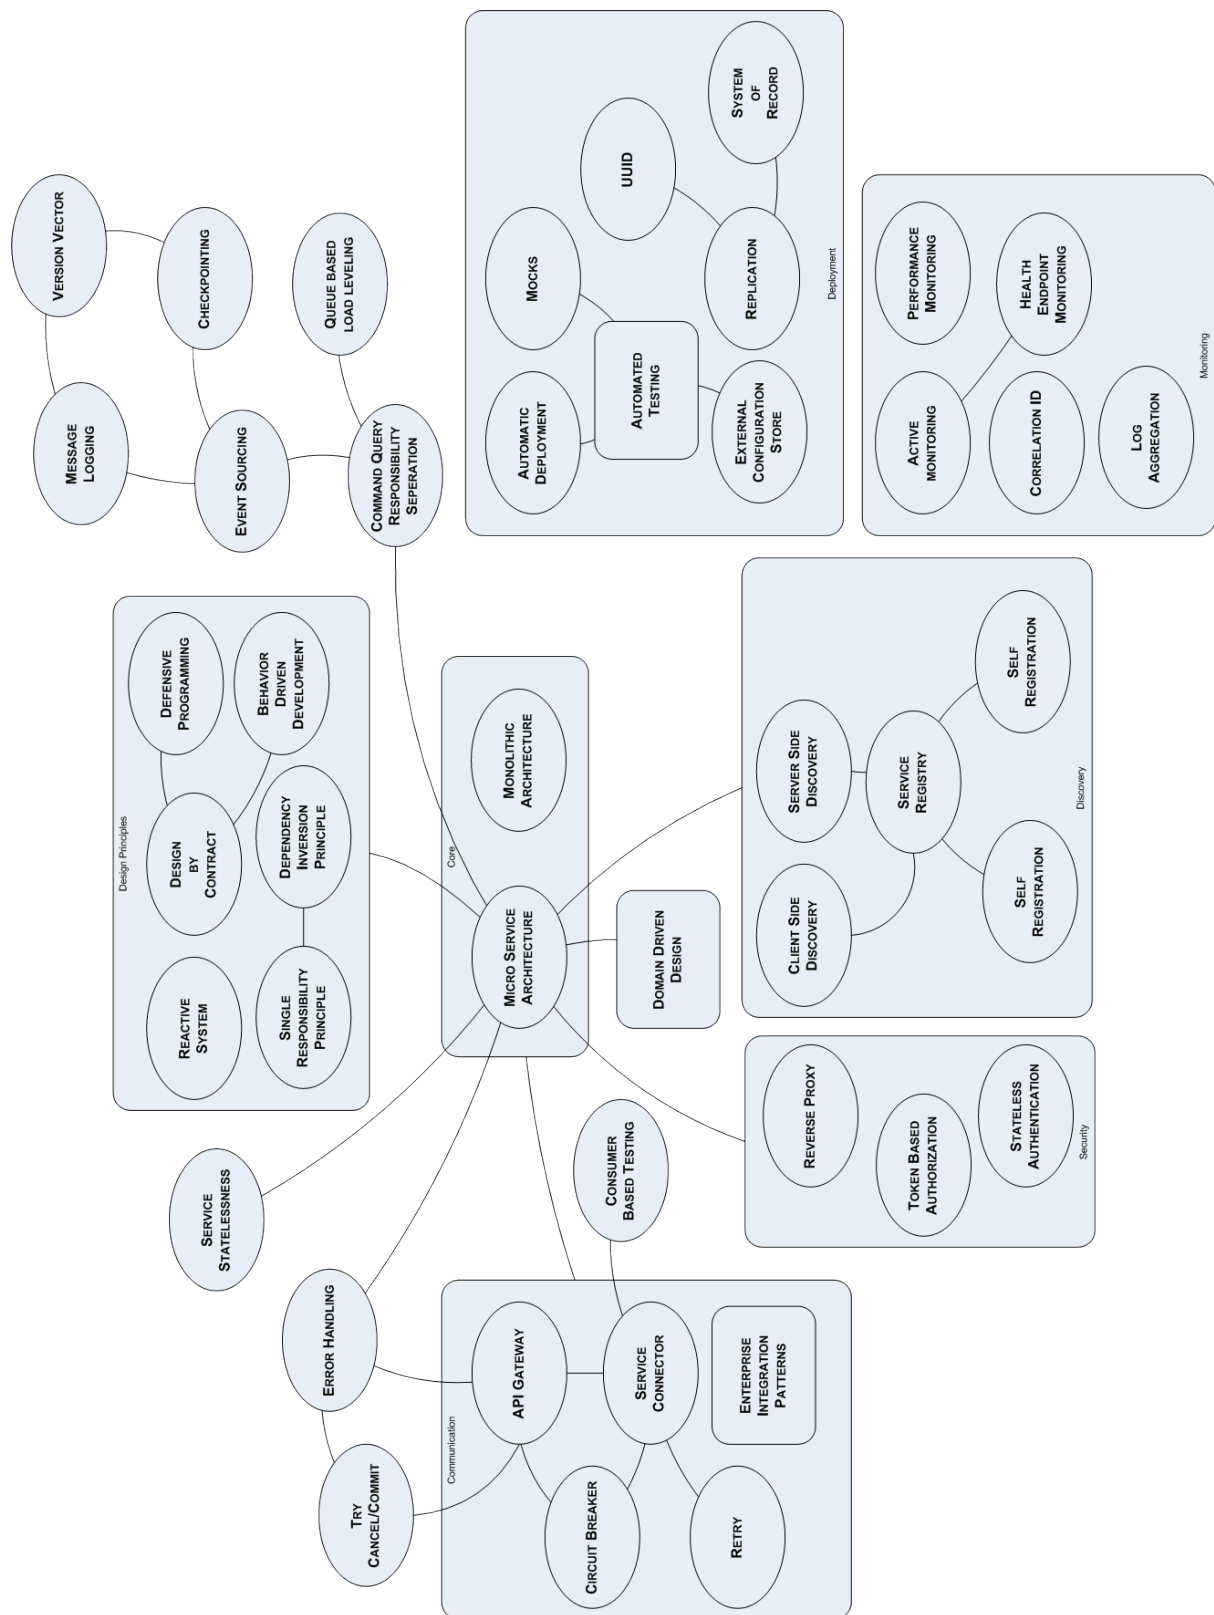 TRY
CANCEL/COMMIT
ERROR HANDLING
SERVICE
STATELESSNESS
Communication
API GATEWAY
CIRCUIT BREAKER
SERVICE
CONNECTOR
RETRY
ENTERPRISE
INTEGRATION
PATTERNS
CONSUMER
BASED TESTING
Design Principles
REACTIVE
SYSTEM
DESIGN
BY
CONTRACT
DEFENSIVE
PROGRAMMING
SINGLE
RESPONSIBILITY
PRINCIPLE
DEPENDENCY
INVERSION
PRINCIPLE
BEHAVIOR
DRIVEN
DEVELOPMENT
Core
MICRO SERVICE
ARCHITECTURE
MONOLITHIC
ARCHITECTURE
DOMAIN DRIVEN
DESIGN
REVERSE PROXY
TOKEN BASED
AUTHORIZATION
STATELESS
AUTHENTICATION
Security
CLIENT SIDE
DISCOVERY
SERVER SIDE
DISCOVERY
SERVICE
REGISTRY
SELF
REGISTRATION
SELF
REGISTRATION
Discovery
MESSAGE
LOGGING
VERSION VECTOR
EVENT SOURCING
CHECKPOINTING
COMMAND QUERY
RESPONSIBILITY
SEPERATION
QUEUE BASED
LOAD LEVELING
AUTOMATIC
DEPLOYMENT
MOCKS
AUTOMATED
TESTING
UUID
EXTERNAL
CONFIGURATION
STORE
REPLICATION
SYSTEM
OF
RECORD
Deployment
ACTIVE
MONITORING
PERFORMANCE
MONITORING
CORRELATION ID
HEALTH
ENDPOINT
MONITORING
LOG
AGGREGATION
Monitoring